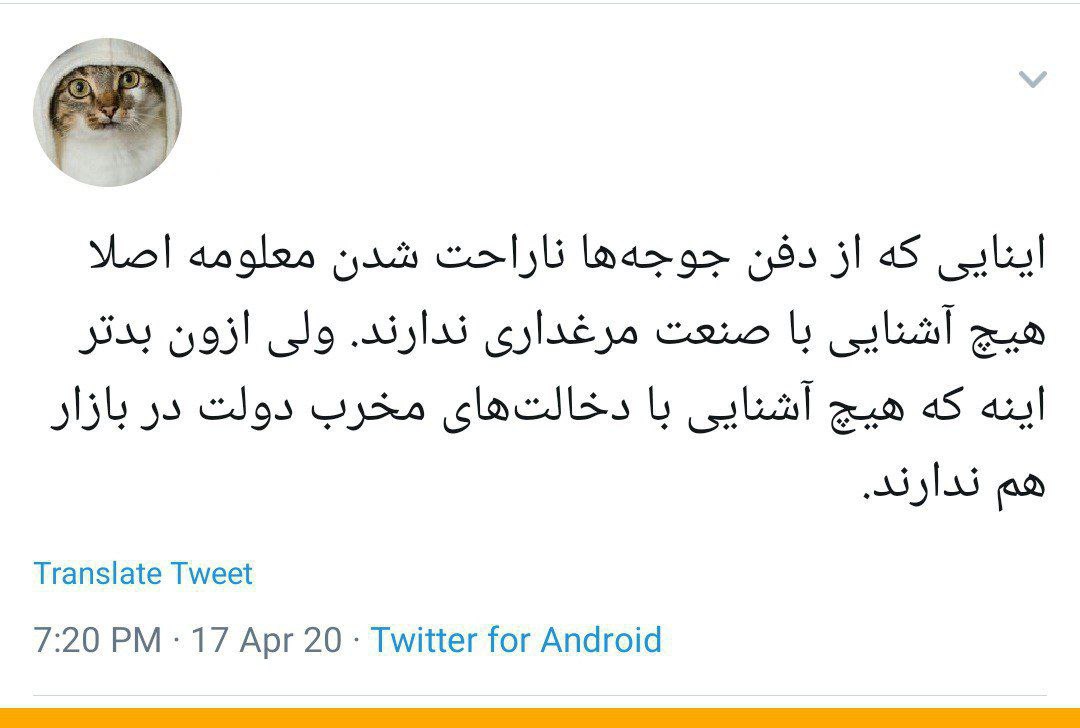 اینایی که از دفن جوجه‌ها ناراحت شدن معلومه اصلا
هیچ آشنایی با صنعت مرغداری ندارند. ولی ازون بدتر
اینه که هیچ آشنایی با دخالت‌های مخرب دولت در بازار
هم ندارند.
Translate Tweet
7:20 PM · 17 Apr 20 · Twitter for Android